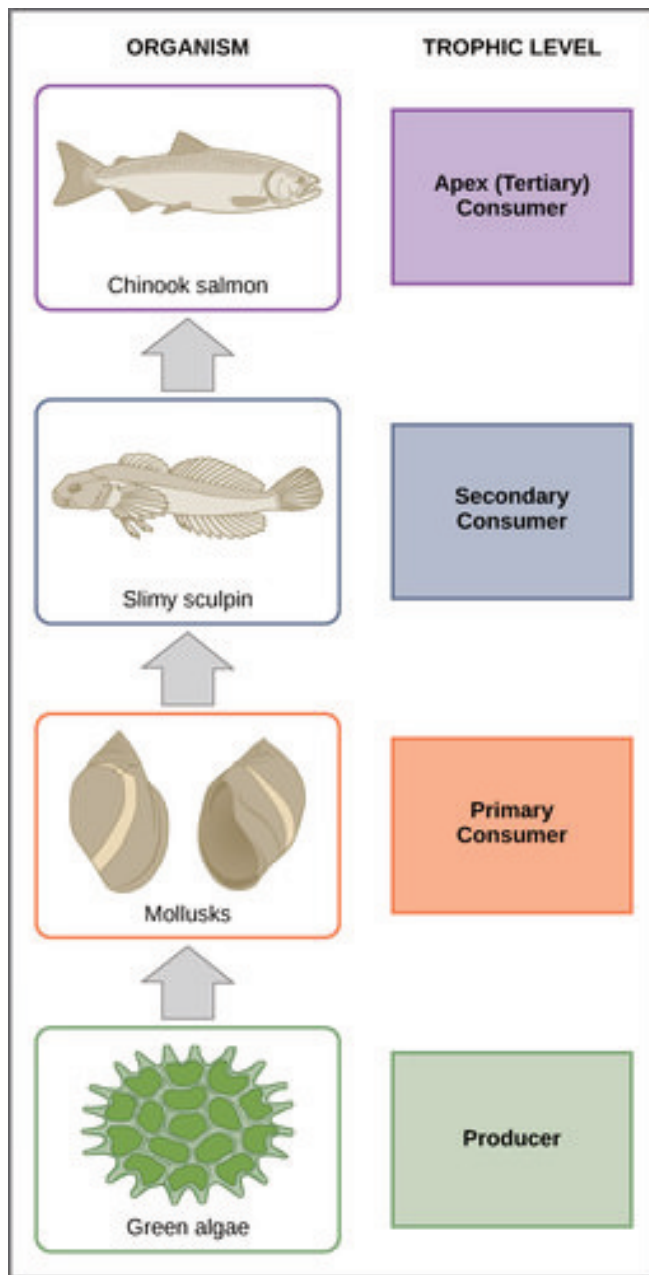 ORGANISM TROPHIC LEVEL
Chinook salmon
Apex (Tertiary)
Consumer
Slimy sculpin
Secondary
Consumer
Mollusks
Primary
Consumer
Green algae
Producer